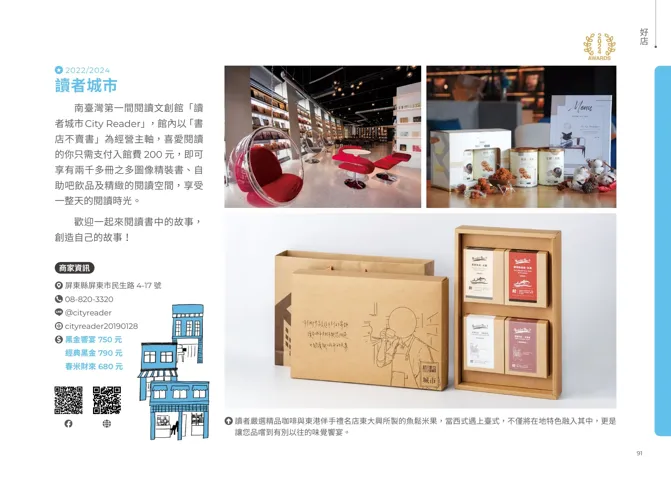 好店
2024
AWARDS
2022/2024
讀者城市
南臺灣第一間閱讀文創館「讀
者城市 City Reader」，館內以「書
店不賣書」為經營主軸，喜愛閱讀
的你只需支付入館費 200 元，即可
享有兩千多冊之多圖像精裝書、自
助吧飲品及精緻的閱讀空間，享受
一整天的閱讀時光。
歡迎一起來閱讀書中的故事，
創造自己的故事！
商家資訊
屏東縣屏東市民生路 4-17 號
08-820-3320
@cityreader
cityreader20190128
黑金饗宴 750 元
經典黑金 790 元
春米財來 680 元
Menu
城市
讀者嚴選精品咖啡與東港伴手禮名店東大興所製的魚鬆米果，當西式遇上臺式，不僅將在地特色融入其中，更是
讓您品嚐到有別以往的味覺饗宴。
91